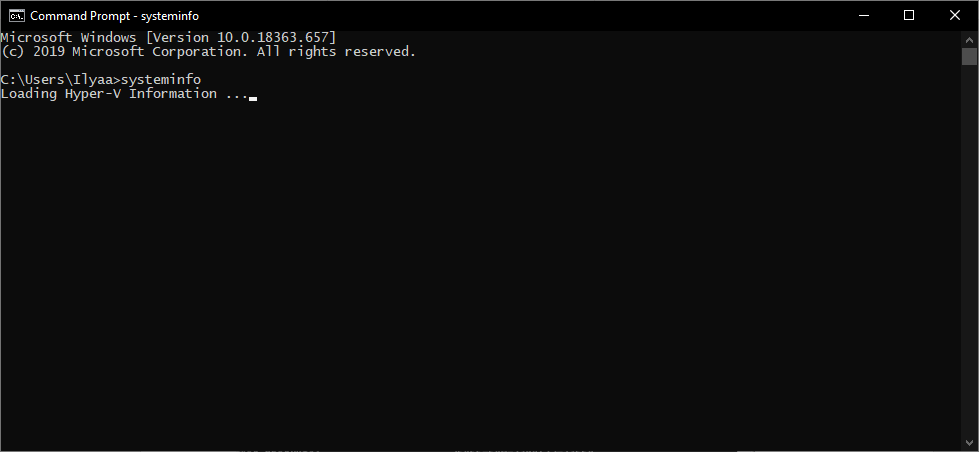 C:\. Command Prompt - systeminfo
Microsoft Windows [Version 10.0.18363.657]
(c) 2019 Microsoft Corporation. All rights reserved.
C:\Users\Ilyaa>systeminfo
Loading Hyper-V Information ...